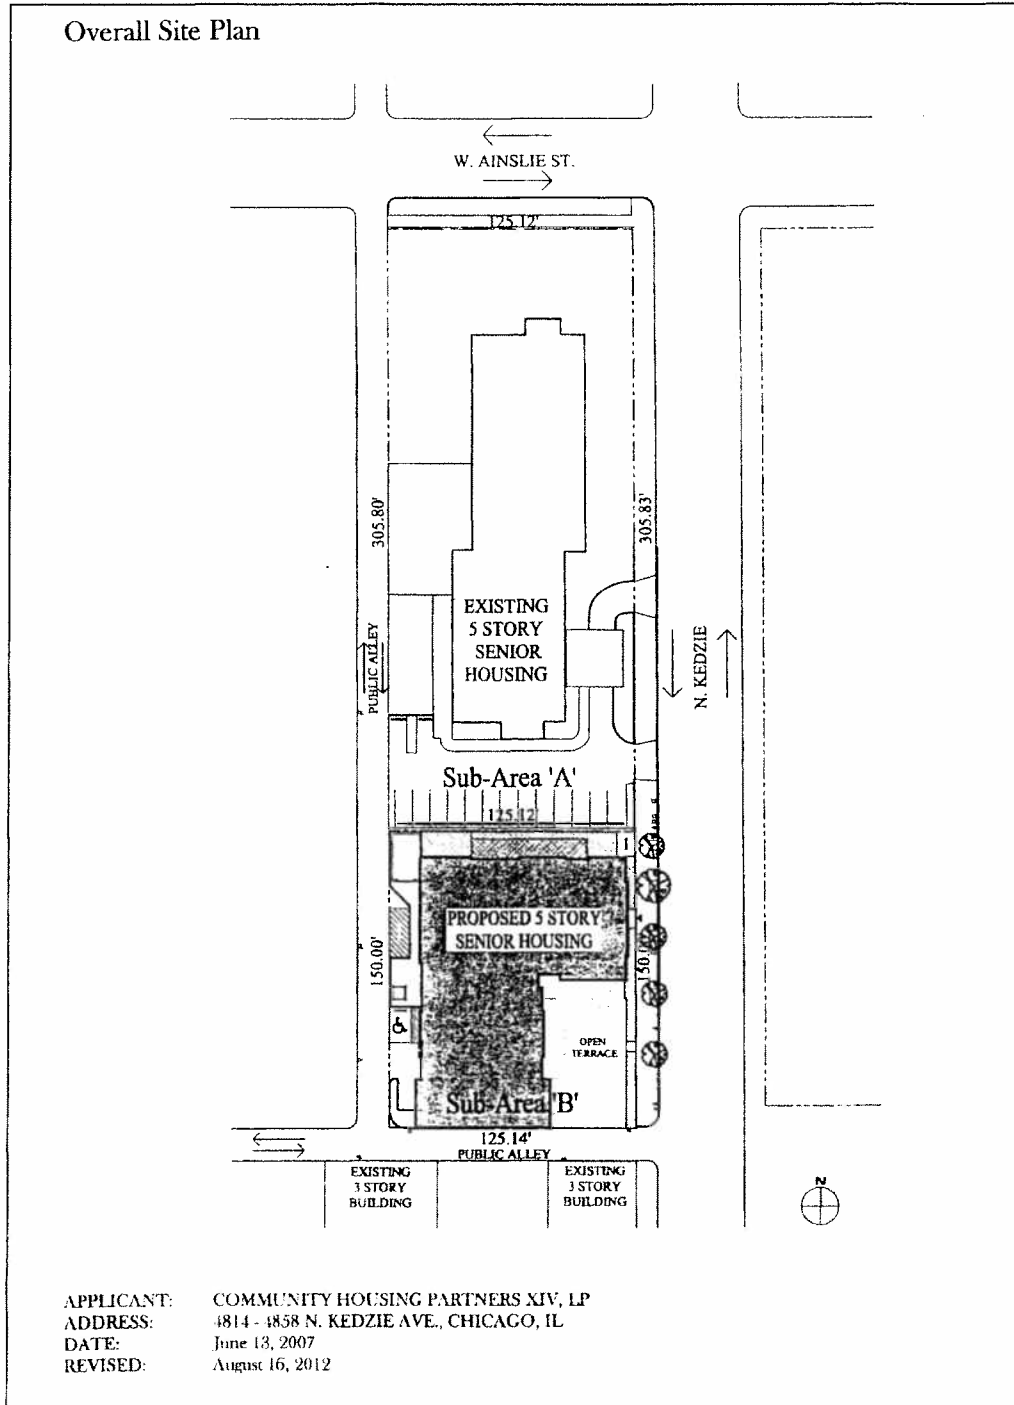 Overall Site Plan
W. AINSLIE ST.
125.12'
305.80'
305.83'
EXISTING
5 STORY
SENIOR
HOUSING
PUBLIC ALLEY
N. KEDZIE
Sub-Area 'A'
125.12'
PROPOSED 5 STORY
SENIOR HOUSING
150.00'
OPEN
TERRACE
Sub-Area 'B'
125.14'
PUBLIC ALLEY
EXISTING
3 STORY
BUILDING
EXISTING
3 STORY
BUILDING
N
APPLICANT: COMMUNITY HOUSING PARTNERS XIV, LP
ADDRESS: 4814 - 4858 N. KEDZIE AVE., CHICAGO, IL
DATE: June 13, 2007
REVISED: August 16, 2012